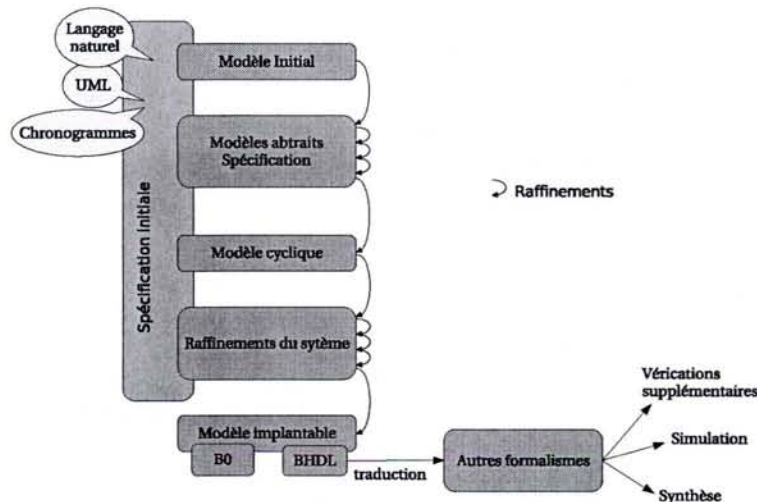 Langage
naturel
UML
Chronogrammes
Spécification Initiale
Modèle Initial
Modèles abtraits
Spécification
Raffinements
Modèle cyclique
Raffinements du sytème
Modèle implantable
B0
BHDL
traduction
Autres formalismes
Vérications
supplémentaires
Simulation
Synthèse